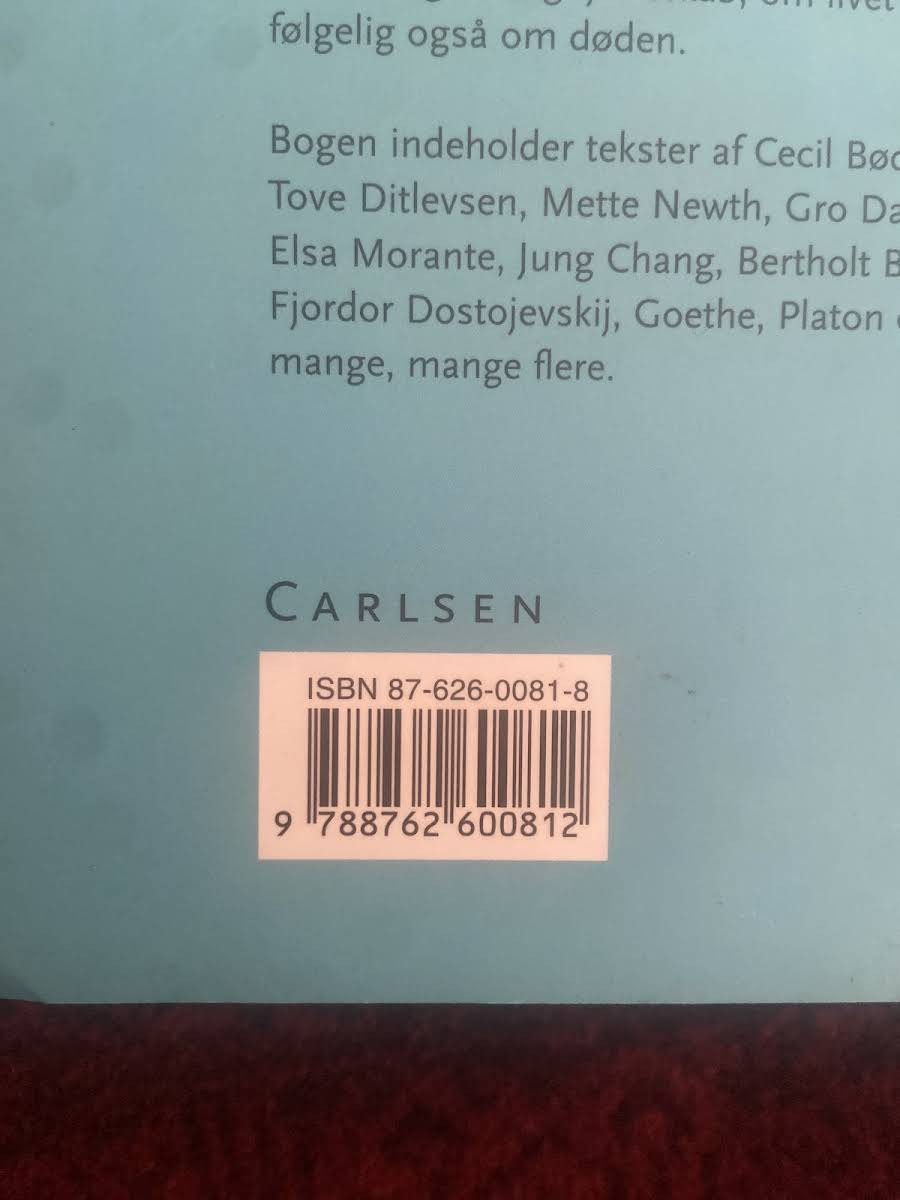 følgelig også om døden.
Bogen indeholder tekster af Cecil
Tove Ditlevsen, Mette Newth, Gro
Elsa Morante, Jung Chang, Bertholt
Fjordor Dostojevskij, Goethe, Platon
mange, mange flere.
CARLSEN
ISBN 87-626-0081-8
9 788762 600812